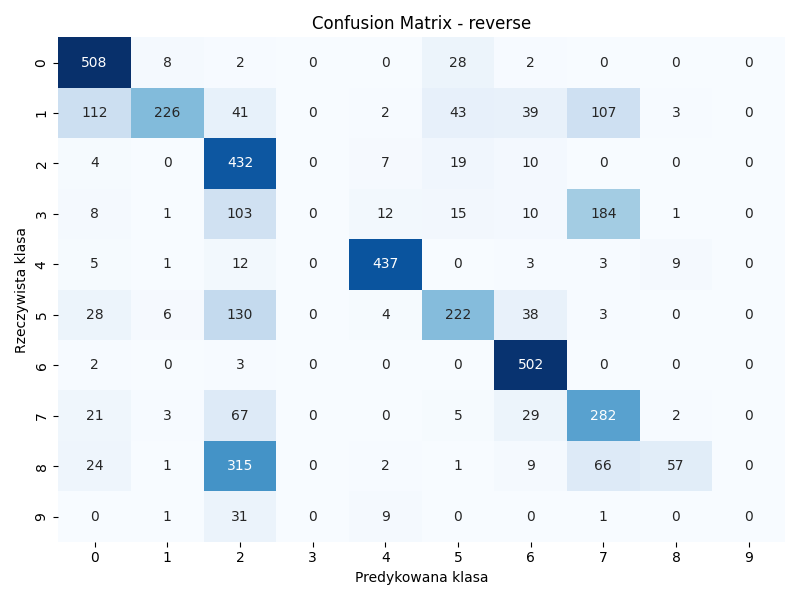 Confusion Matrix - reverse
Rzeczywista klasa
0 508 8 2 0 0 28 2 0 0 0
1 112 226 41 0 2 43 39 107 3 0
2 4 0 432 0 7 19 10 0 0 0
3 8 1 103 0 12 15 10 184 1 0
4 5 1 12 0 437 0 3 3 9 0
5 28 6 130 0 4 222 38 3 0 0
6 2 0 3 0 0 0 502 0 0 0
7 21 3 67 0 0 5 29 282 2 0
8 24 1 315 0 2 1 9 66 57 0
9 0 1 31 0 9 0 0 1 0 0
0 1 2 3 4 5 6 7 8 9
Predykowana klasa